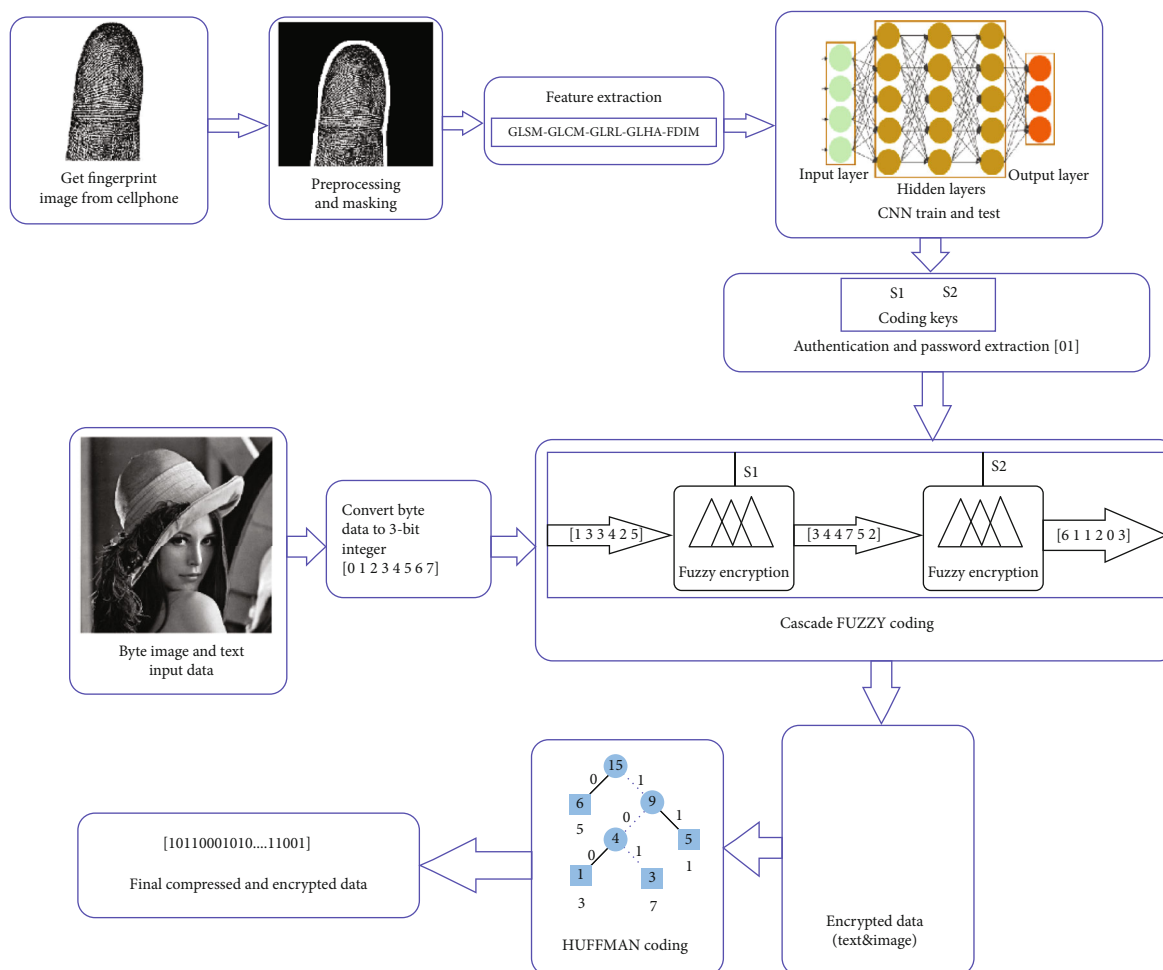 Get fingerprint
image from cellphone
Preprocessing
and masking
Feature extraction
GLSM-GLCM-GLRL-GLHA-FDIM
Input layer
Hidden layers
Output layer
CNN train and test
S1 S2
Coding keys
Authentication and password extraction [01]
Byte image and text
input data
Convert byte
data to 3-bit
integer
[0 1 2 3 4 5 6 7]
S1
S2
[1 3 3 4 2 5]
[3 4 4 7 5 2]
[6 1 1 2 0 3]
Fuzzy encryption
Fuzzy encryption
Cascade FUZZY coding
Encrypted data
(text&image)
15
0 1
6 9
5 0 1
4 5
0 1 1
1 3
3 7
HUFFMAN coding
[10110001010....11001]
Final compressed and encrypted data